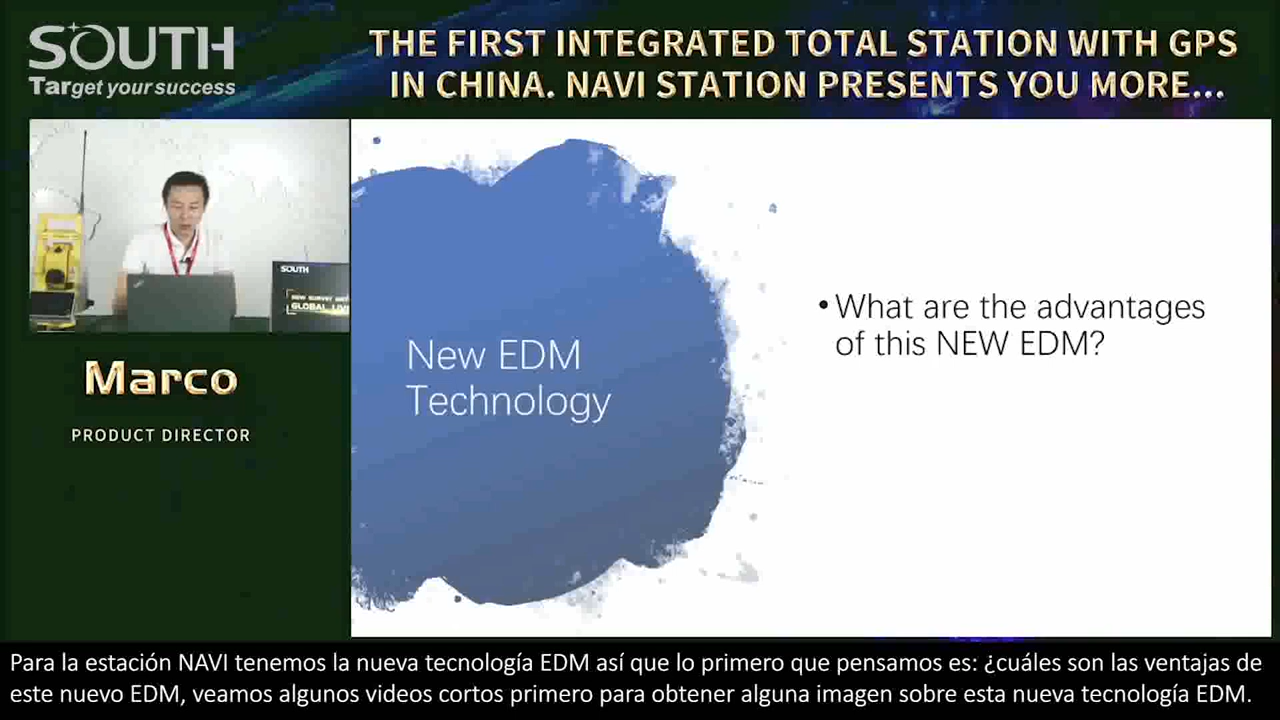 SOUTH
Target your success
THE FIRST INTEGRATED TOTAL STATION WITH GPS
IN CHINA. NAVI STATION PRESENTS YOU MORE...
SOUTH
GLOBAL
Marco
PRODUCT DIRECTOR
New EDM
Technology
•What are the advantages
of this NEW EDM?
Para la estación NAVI tenemos la nueva tecnología EDM así que lo primero que pensamos es: ¿cuáles son las ventajas de
este nuevo EDM, veamos algunos videos cortos primero para obtener alguna imagen sobre esta nueva tecnología EDM.